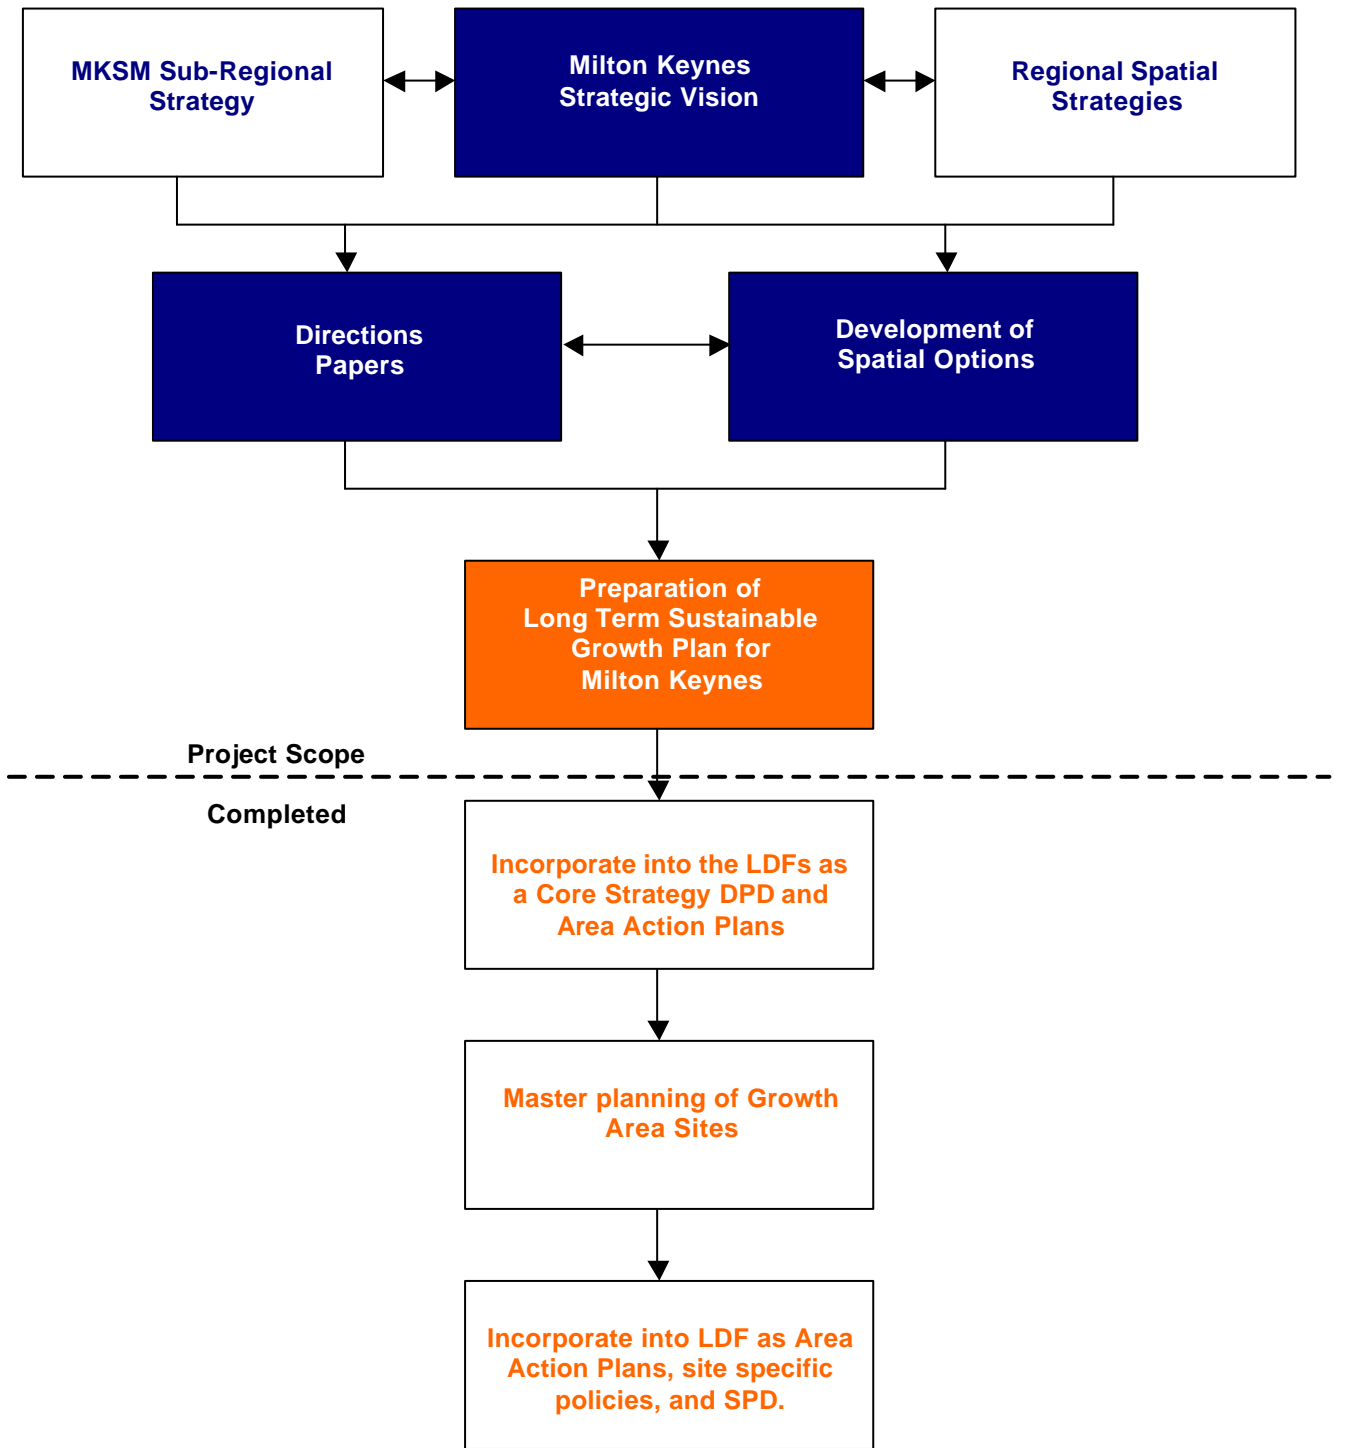 MKSM Sub-Regional
Strategy
Milton Keynes
Strategic Vision
Regional Spatial
Strategies
Directions
Papers
Development of
Spatial Options
Preparation of
Long Term Sustainable
Growth Plan for
Milton Keynes
Project Scope
Completed
Incorporate into the LDFs as
a Core Strategy DPD and
Area Action Plans
Master planning of Growth
Area Sites
Incorporate into LDF as Area
Action Plans, site specific
policies, and SPD.